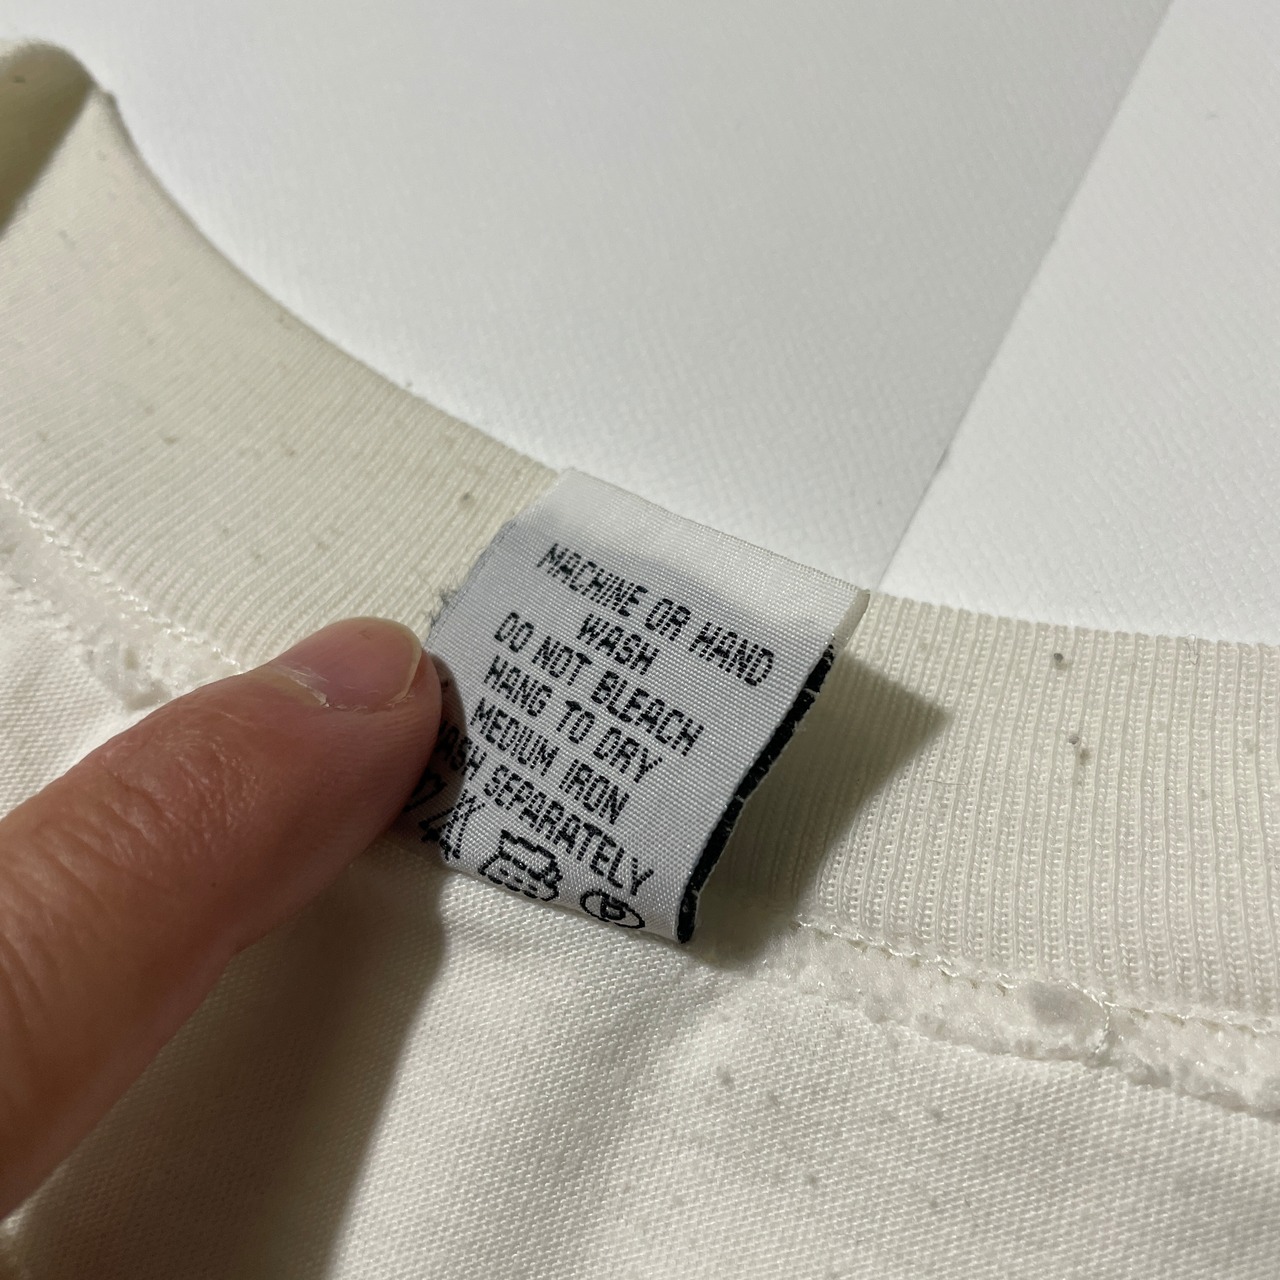 MACHINE OR HAND
WASH
DO NOT BLEACH
HANG TO DRY
MEDIUM IRON
WASH SEPARATELY